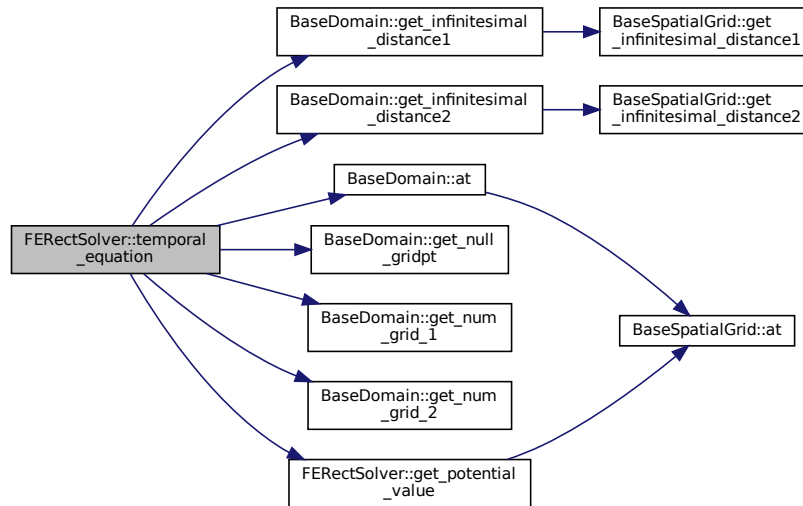 BaseDomain::get_infinitesimal
_distance1
BaseSpatialGrid::get
_infinitesimal_distance1
BaseDomain::get_infinitesimal
_distance2
BaseSpatialGrid::get
_infinitesimal_distance2
BaseDomain::at
FERectSolver::temporal
_equation
BaseDomain::get_null
_gridpt
BaseDomain::get_num
_grid_1
BaseSpatialGrid::at
BaseDomain::get_num
_grid_2
FERectSolver::get_potential
_value